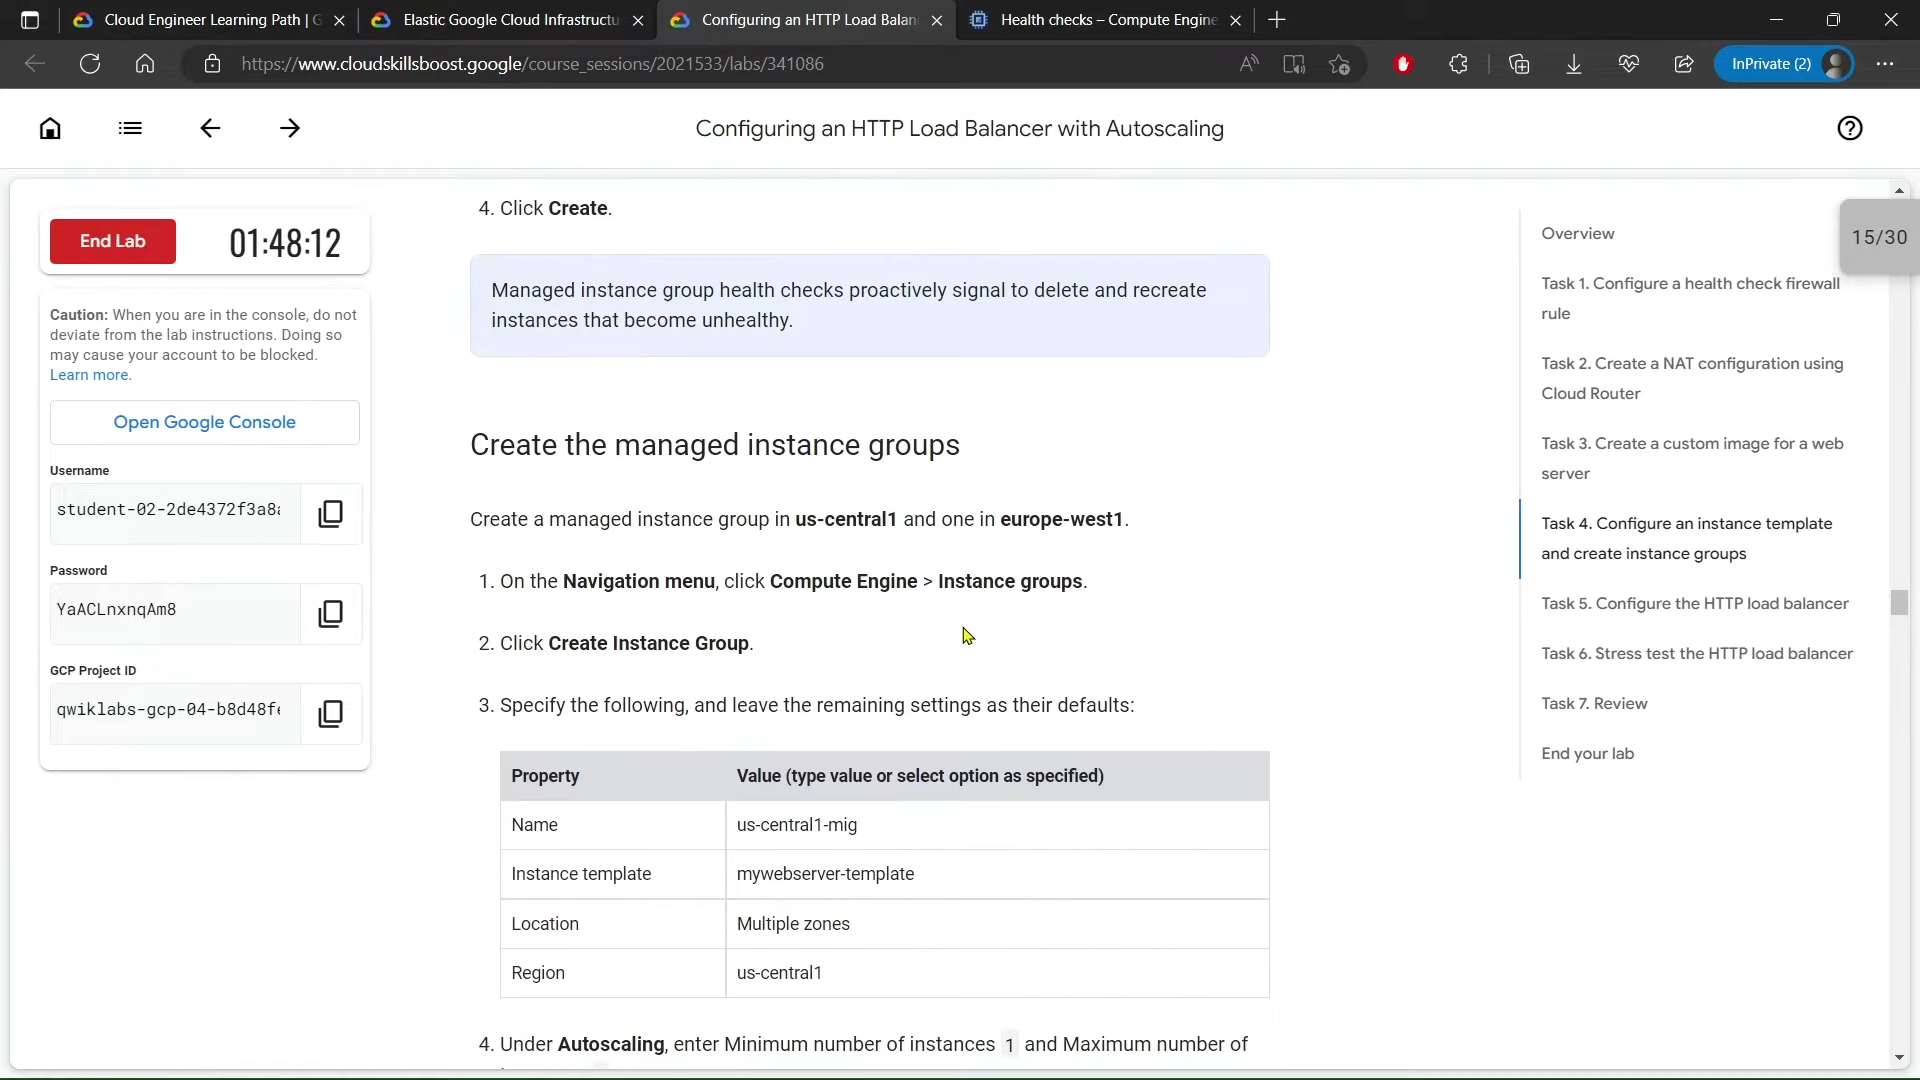 Cloud Engineer Learning Path | G
Elastic Google Cloud Infrastructu
Configuring an HTTP Load Balan
Health checks – Compute Engine
https://www.cloudskillsboost.google/course_sessions/2021533/labs/341086
InPrivate (2)
Configuring an HTTP Load Balancer with Autoscaling
End Lab
01:48:12
Caution: When you are in the console, do not
deviate from the lab instructions. Doing so
may cause your account to be blocked.
Learn more.
Open Google Console
Username
student-02-2de4372f3a8
Password
YaACLnxnqAm8
GCP Project ID
qwiklabs-gcp-04-b8d48f
4. Click Create.
Managed instance group health checks proactively signal to delete and recreate
instances that become unhealthy.
Create the managed instance groups
Create a managed instance group in us-central1 and one in europe-west1.
1. On the Navigation menu, click Compute Engine > Instance groups.
2. Click Create Instance Group.
3. Specify the following, and leave the remaining settings as their defaults:
Property Value (type value or select option as specified)
Name us-central1-mig
Instance template mywebserver-template
Location Multiple zones
Region us-central1
4. Under Autoscaling, enter Minimum number of instances 1 and Maximum number of
Overview
Task 1. Configure a health check firewall
rule
Task 2. Create a NAT configuration using
Cloud Router
Task 3. Create a custom image for a web
server
Task 4. Configure an instance template
and create instance groups
Task 5. Configure the HTTP load balancer
Task 6. Stress test the HTTP load balancer
Task 7. Review
End your lab
15/30